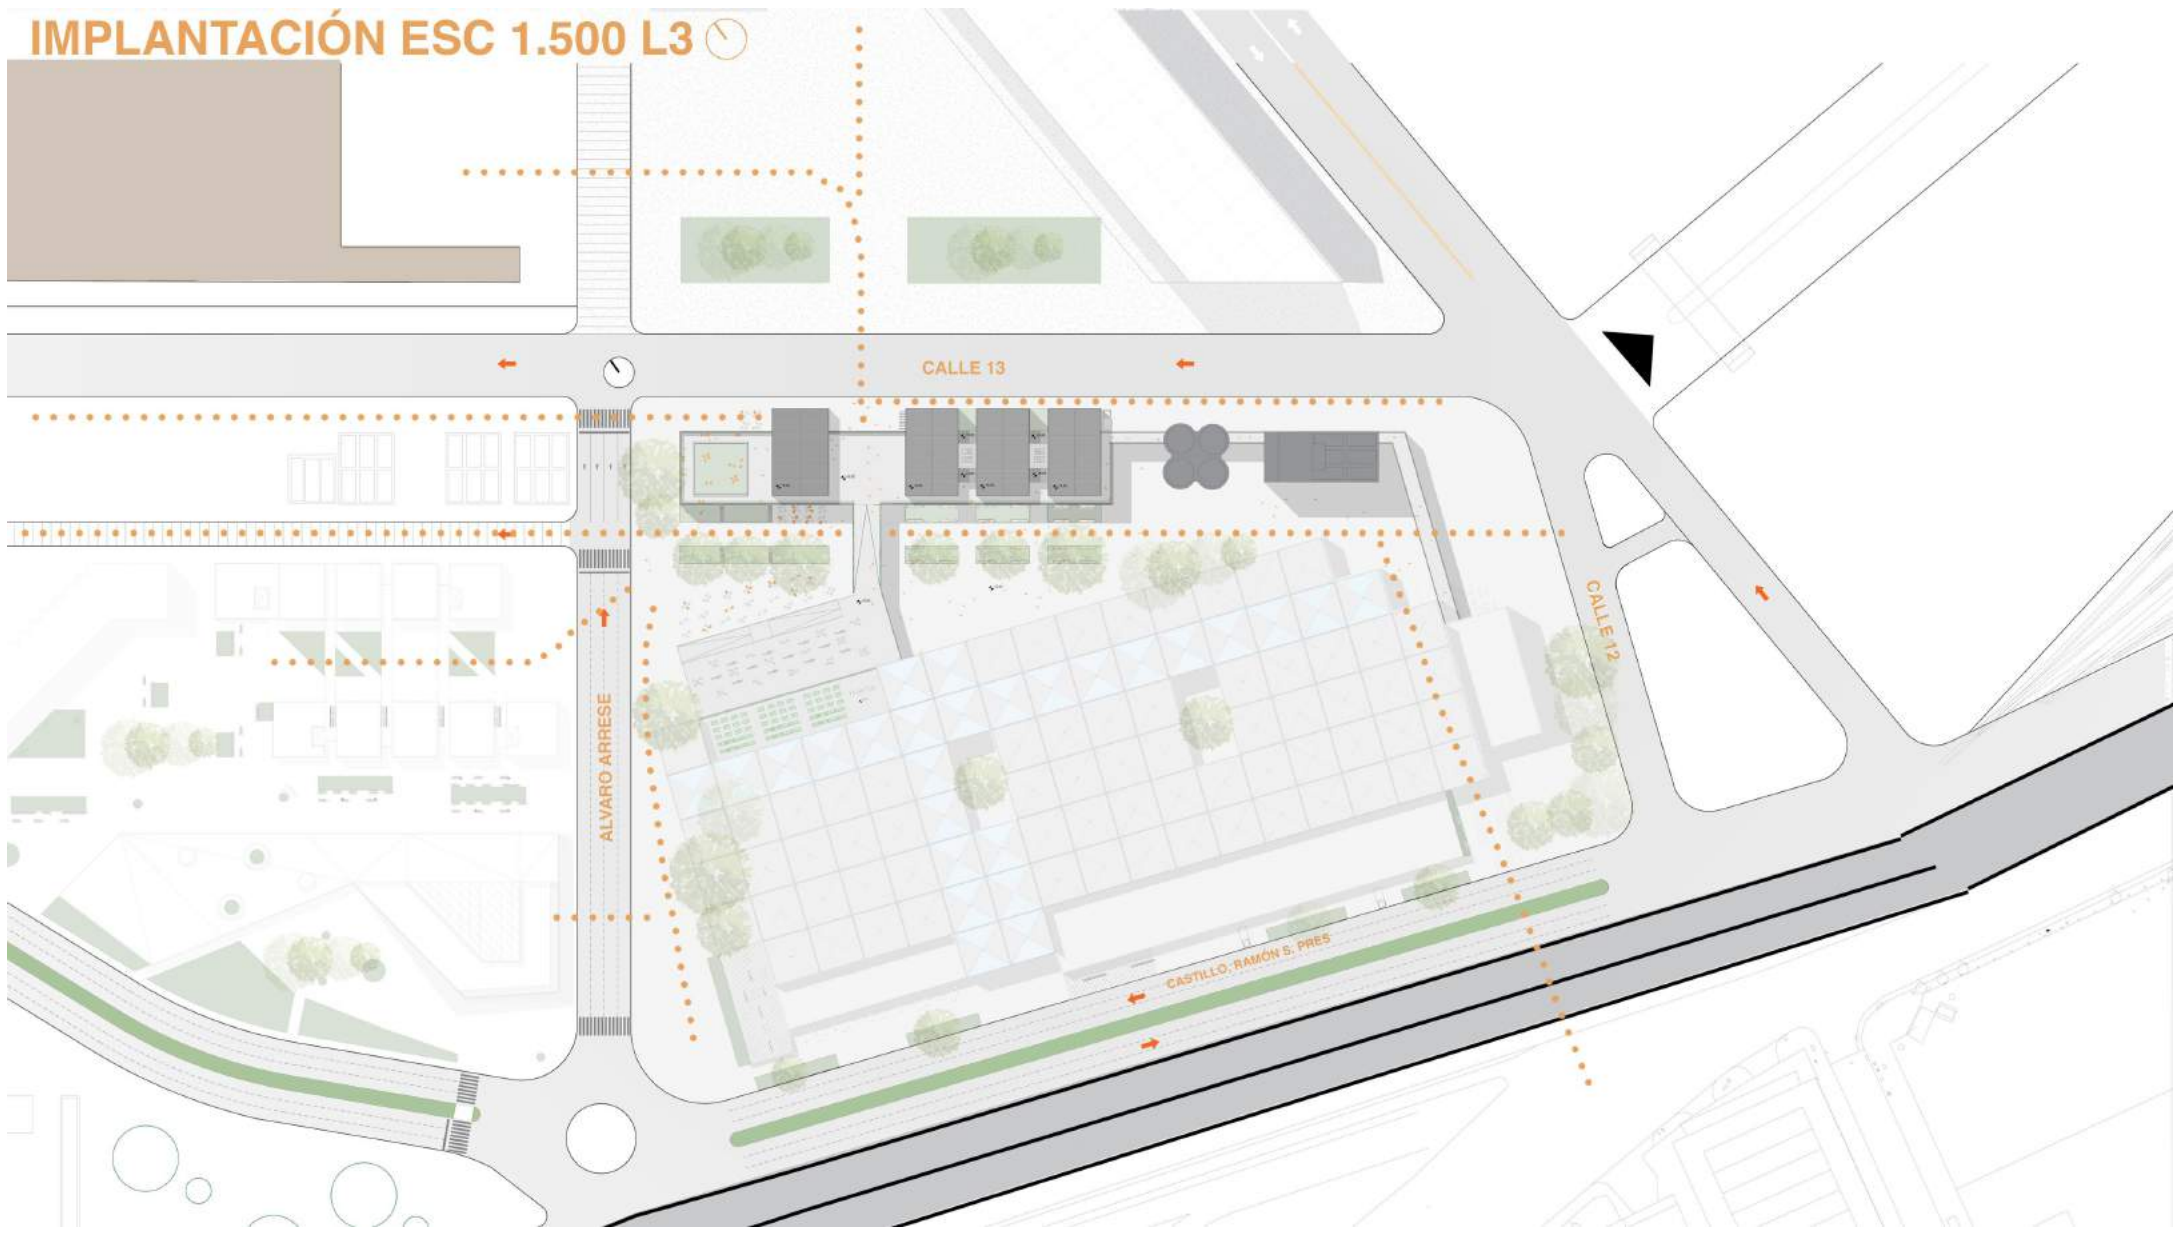 IMPLANTACIÓN ESC 1.500 L3
CALLE 13
CALLE 12
ALVARO ARRESE
CASTILLO, RAMÓN S. PRES